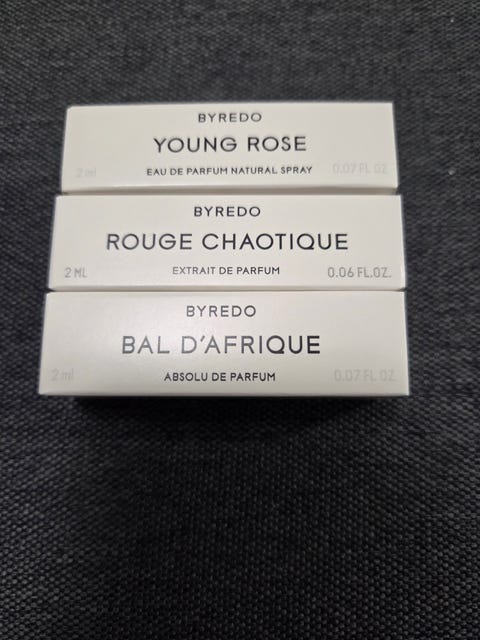 BYREDO
YOUNG ROSE
2 ml EAU DE PARFUM NATURAL SPRAY 0.07 FL OZ
BYREDO
ROUGE CHAOTIQUE
2 ML EXTRAIT DE PARFUM 0.06 FL.OZ.
BYREDO
BAL D'AFRIQUE
2 ml ABSOLU DE PARFUM 0.07 FL OZ